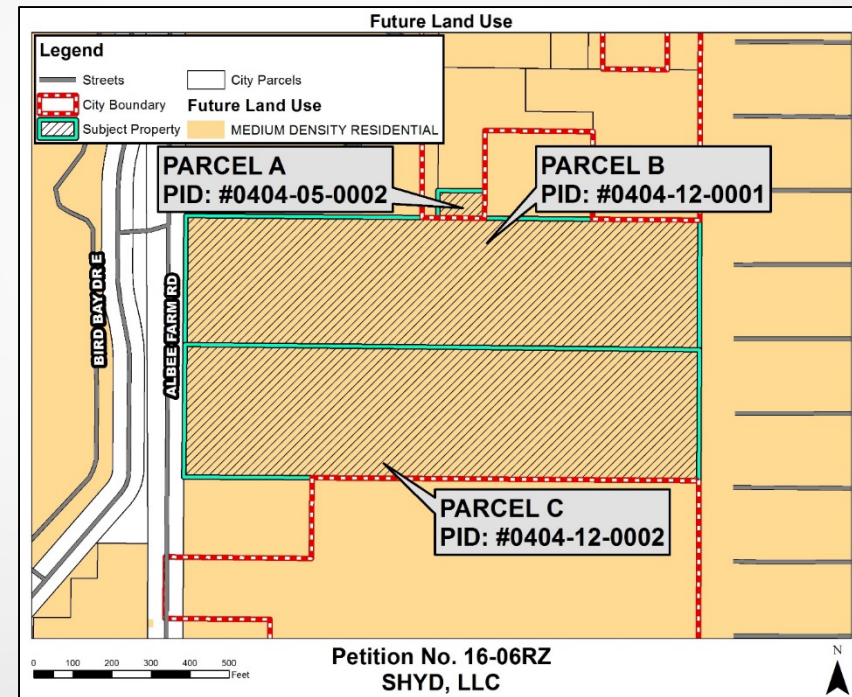 Future Land Use
Legend
Streets
City Parcels
City Boundary
Future Land Use
Subject Property
MEDIUM DENSITY RESIDENTIAL
PARCEL A
PID: #0404-05-0002
PARCEL B
PID: #0404-12-0001
BIRD BAY DR E
ALBEE FARM RD
PARCEL C
PID: #0404-12-0002
0 100 200 300 400 500
Feet
Petition No. 16-06RZ
SHYD, LLC
N